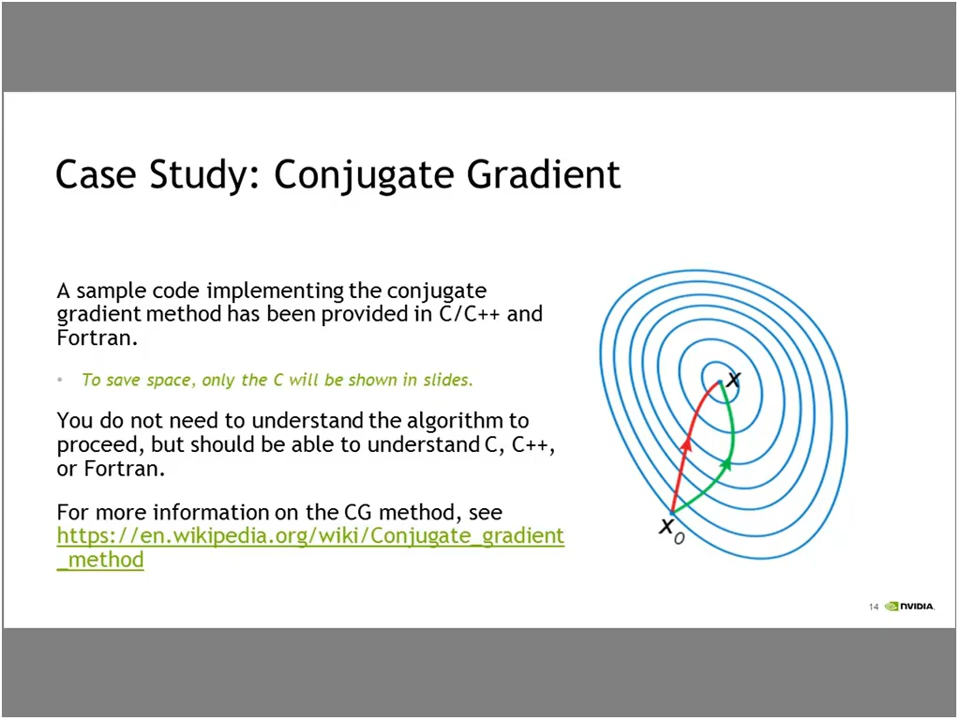 Case Study: Conjugate Gradient
A sample code implementing the conjugate
gradient method has been provided in C/C++ and
Fortran.
• To save space, only the C will be shown in slides.
You do not need to understand the algorithm to
proceed, but should be able to understand C, C++,
or Fortran.
For more information on the CG method, see
https://en.wikipedia.org/wiki/Conjugate_gradient
_method
x
x0
14 NVIDIA.